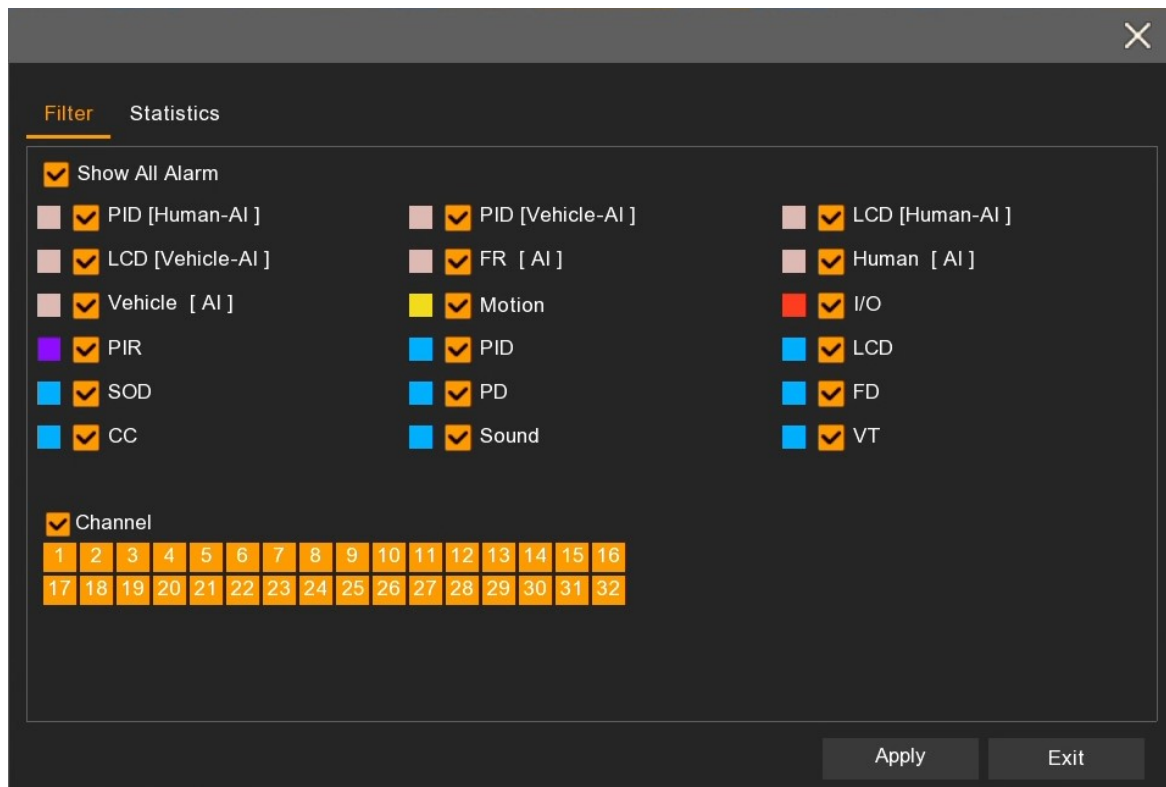 Filter Statistics
Show All Alarm
PID [Human-AI ] PID [Vehicle-AI ] LCD [Human-AI ]
LCD [Vehicle-AI ] FR [ AI ] Human [ AI ]
Vehicle [ AI ] Motion I/O
PIR PID LCD
SOD PD FD
CC Sound VT
Channel
1 2 3 4 5 6 7 8 9 10 11 12 13 14 15 16
17 18 19 20 21 22 23 24 25 26 27 28 29 30 31 32
Apply Exit